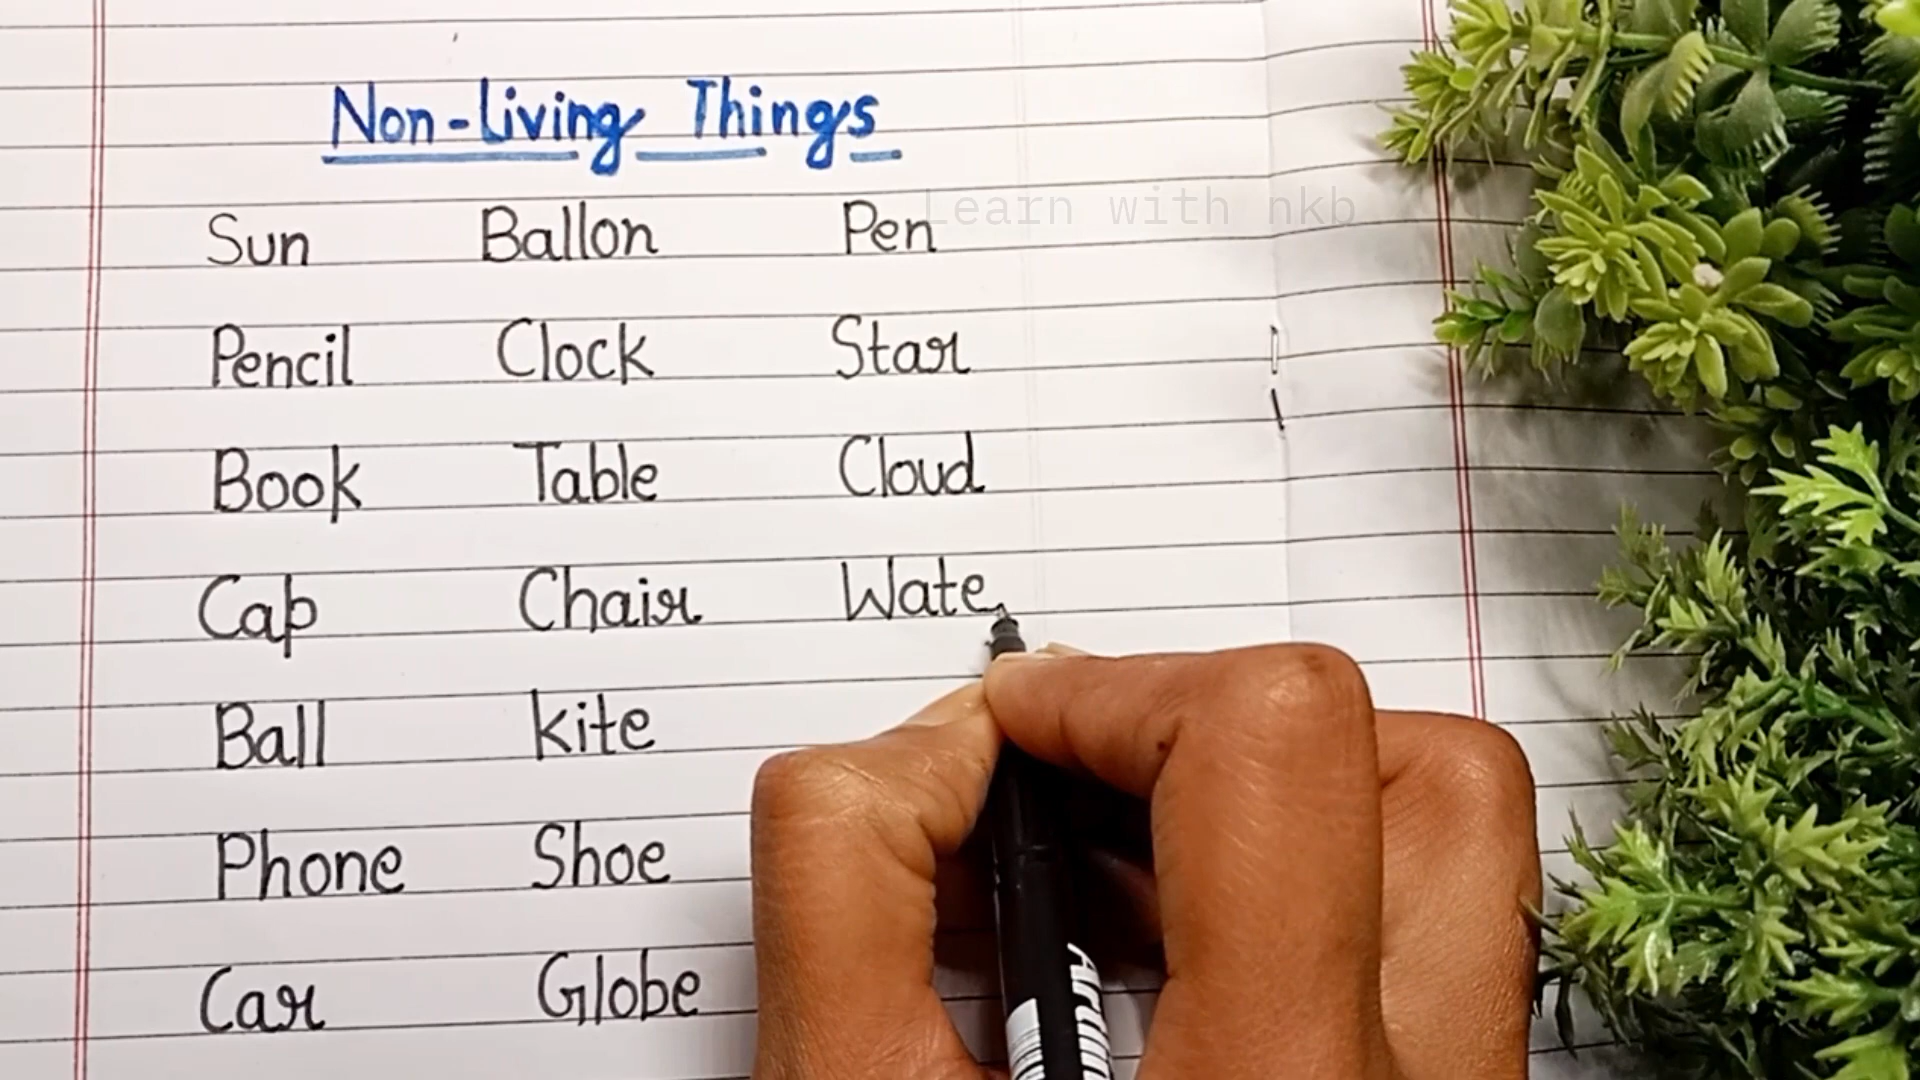 Non-Living Things
Learn with nkb
Sun Ballon Pen
Pencil Clock Star
Book Table Cloud
Cap Chair Wate
Ball kite
Phone Shoe
Car Globe